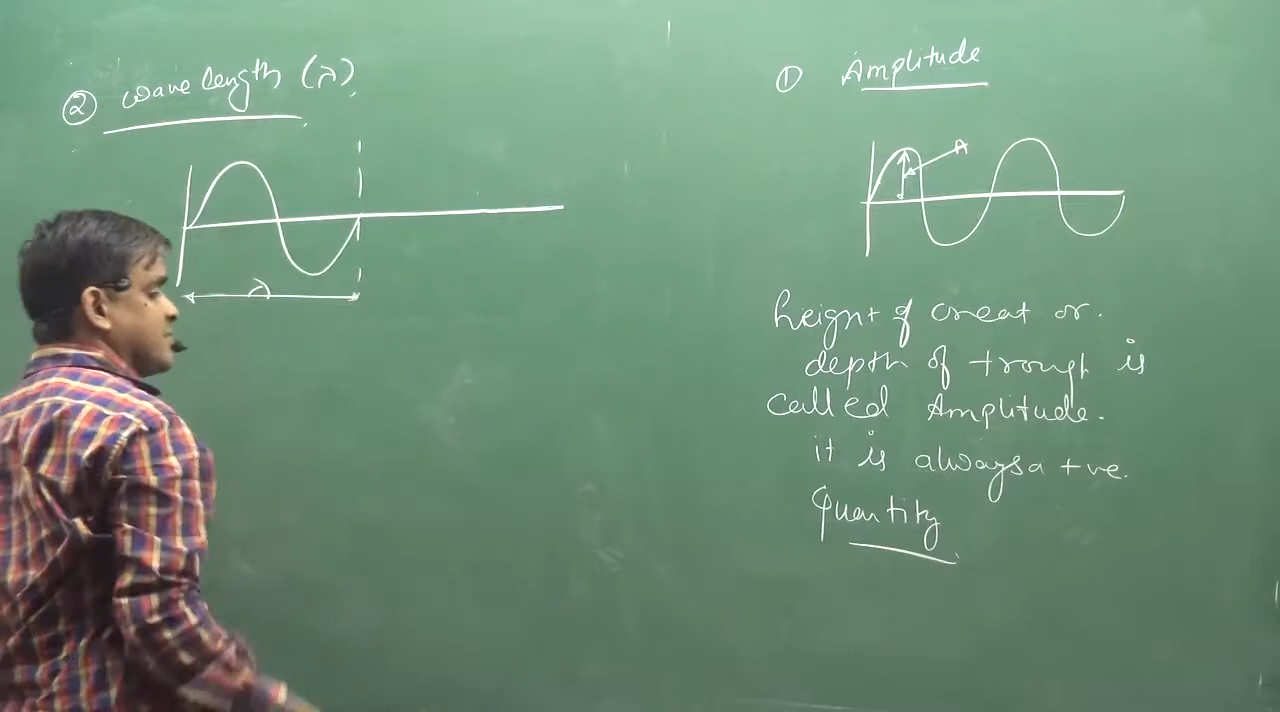 ① Amplitude
A
height of creat or.
depth of trough is
called Amplitude.
it is always a +ve.
Quantity
② wave length (λ)
λ